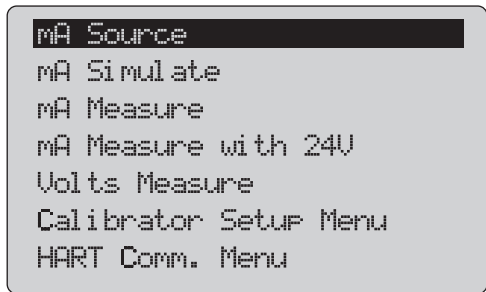 mA Source
mA Simulate
mA Measure
mA Measure with 24V
Volts Measure
Calibrator Setup Menu
HART Comm. Menu